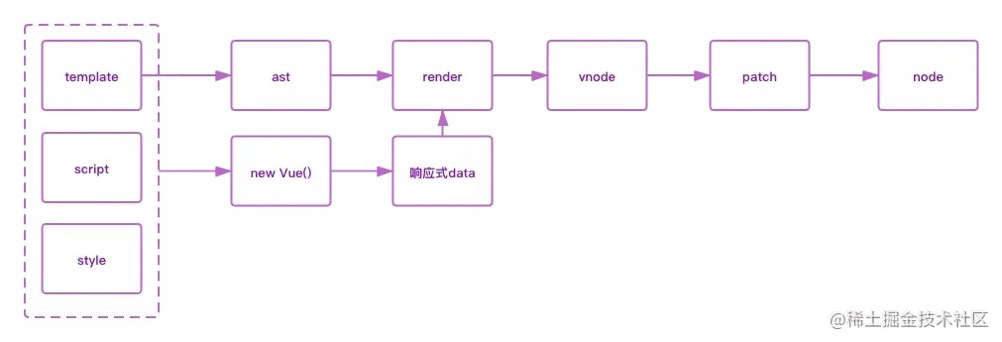 template
ast
render
vnode
patch
node
script
new Vue()
响应式data
style
@稀土掘金技术社区